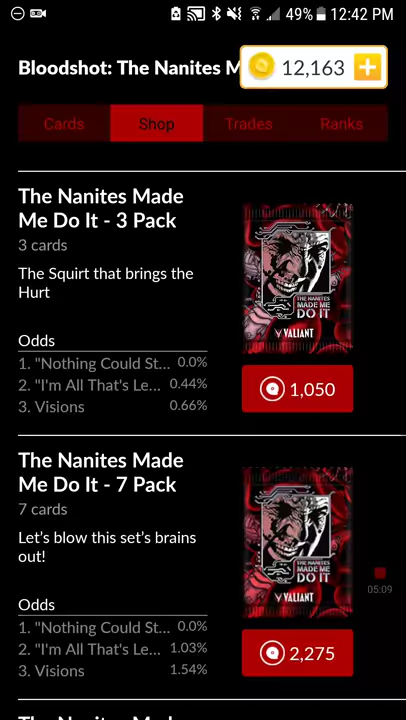 49% 12:42 PM
Bloodshot: The Nanites M
12,163
Cards Shop Trades Ranks
The Nanites Made
Me Do It - 3 Pack
3 cards
The Squirt that brings the
Hurt
Odds
1. "Nothing Could St... 0.0%
2. "I'm All That's Le... 0.44%
3. Visions 0.66%
THE NANITES
MADE ME
DO IT
VALIANT
1,050
The Nanites Made
Me Do It - 7 Pack
7 cards
Let's blow this set's brains
out!
Odds
1. "Nothing Could St... 0.0%
2. "I'm All That's Le... 1.03%
3. Visions 1.54%
THE NANITES
MADE ME
DO IT
VALIANT
2,275
05:09
The Nanites Made